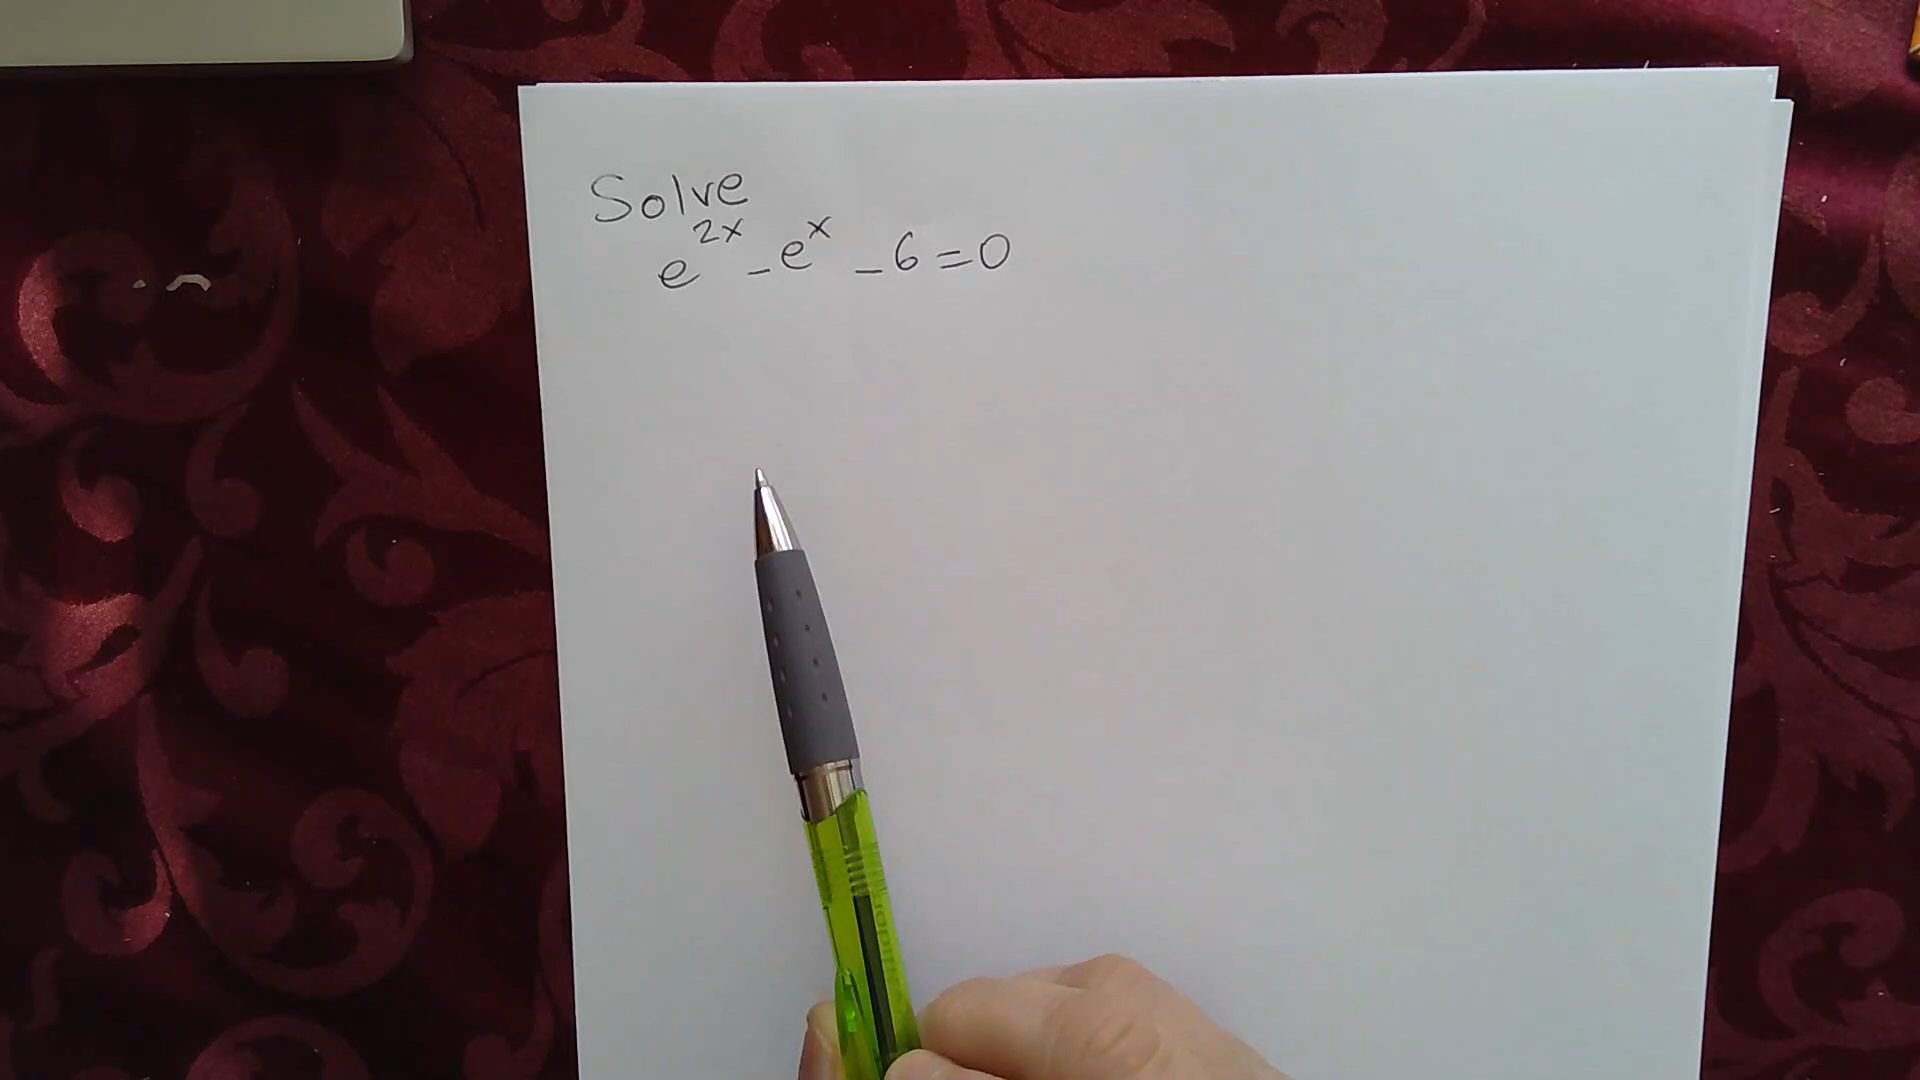 Solve
e^{2x} - e^x - 6 = 0